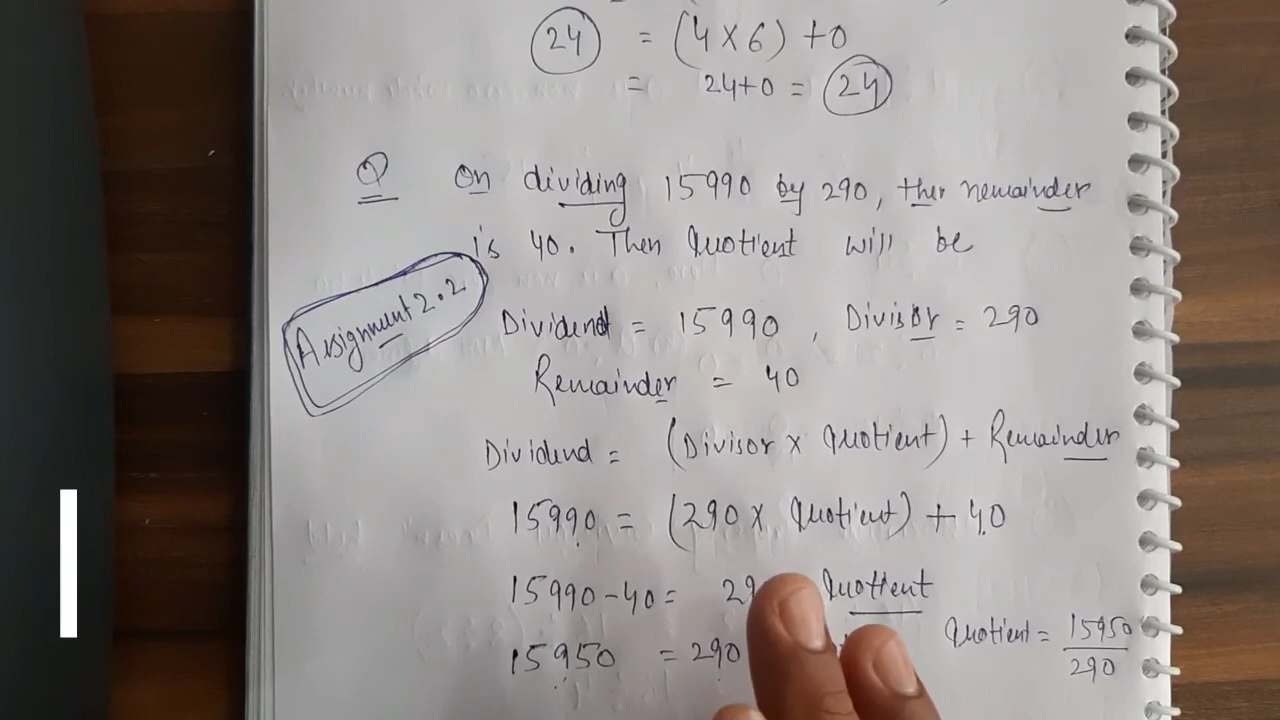 24 = (4 × 6) + 0
= 24+0 = 24
Q On dividing 15990 by 290, ther remainder
is 40. Then Quotient will be
Assignment 2.2
Dividend = 15990 , Divisor = 290
Remainder = 40
Dividend = (Divisor × Quotient) + Remainder
15990 = (290 × Quotient) + 40
15990 - 40 = 29 Quotient
15950 = 290
Quotient = 15950
290